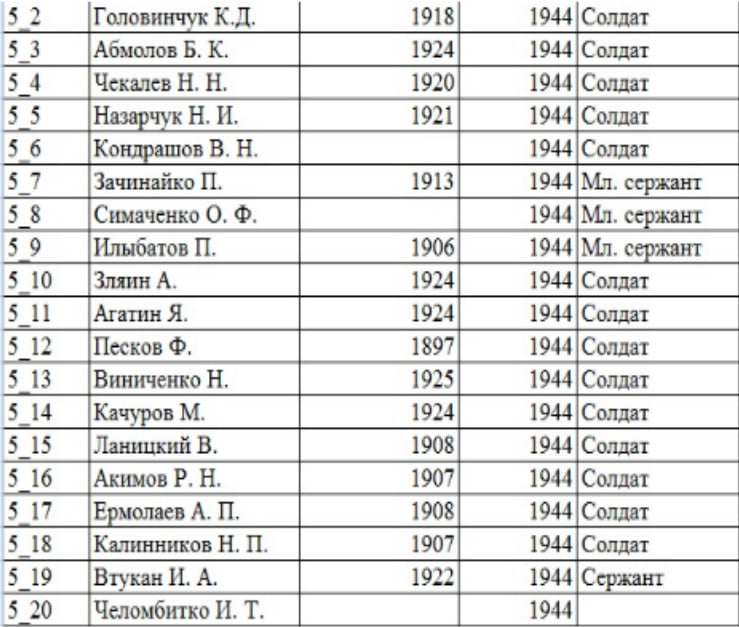 5_2 Головинчук К.Д. 1918 1944 Солдат
5_3 Абмолов Б. К. 1924 1944 Солдат
5_4 Чекалев Н. Н. 1920 1944 Солдат
5_5 Назарчук Н. И. 1921 1944 Солдат
5_6 Кондрашов В. Н. 1944 Солдат
5_7 Зачинайко П. 1913 1944 Мл. сержант
5_8 Симаченко О. Ф. 1944 Мл. сержант
5_9 Илыбатов П. 1906 1944 Мл. сержант
5_10 Зляин А. 1924 1944 Солдат
5_11 Агатин Я. 1924 1944 Солдат
5_12 Песков Ф. 1897 1944 Солдат
5_13 Виниченко Н. 1925 1944 Солдат
5_14 Качуров М. 1924 1944 Солдат
5_15 Ланицкий В. 1908 1944 Солдат
5_16 Акимов Р. Н. 1907 1944 Солдат
5_17 Ермолаев А. П. 1908 1944 Солдат
5_18 Калинников Н. П. 1907 1944 Солдат
5_19 Втукан И. А. 1922 1944 Сержант
5_20 Челомбитко И. Т. 1944